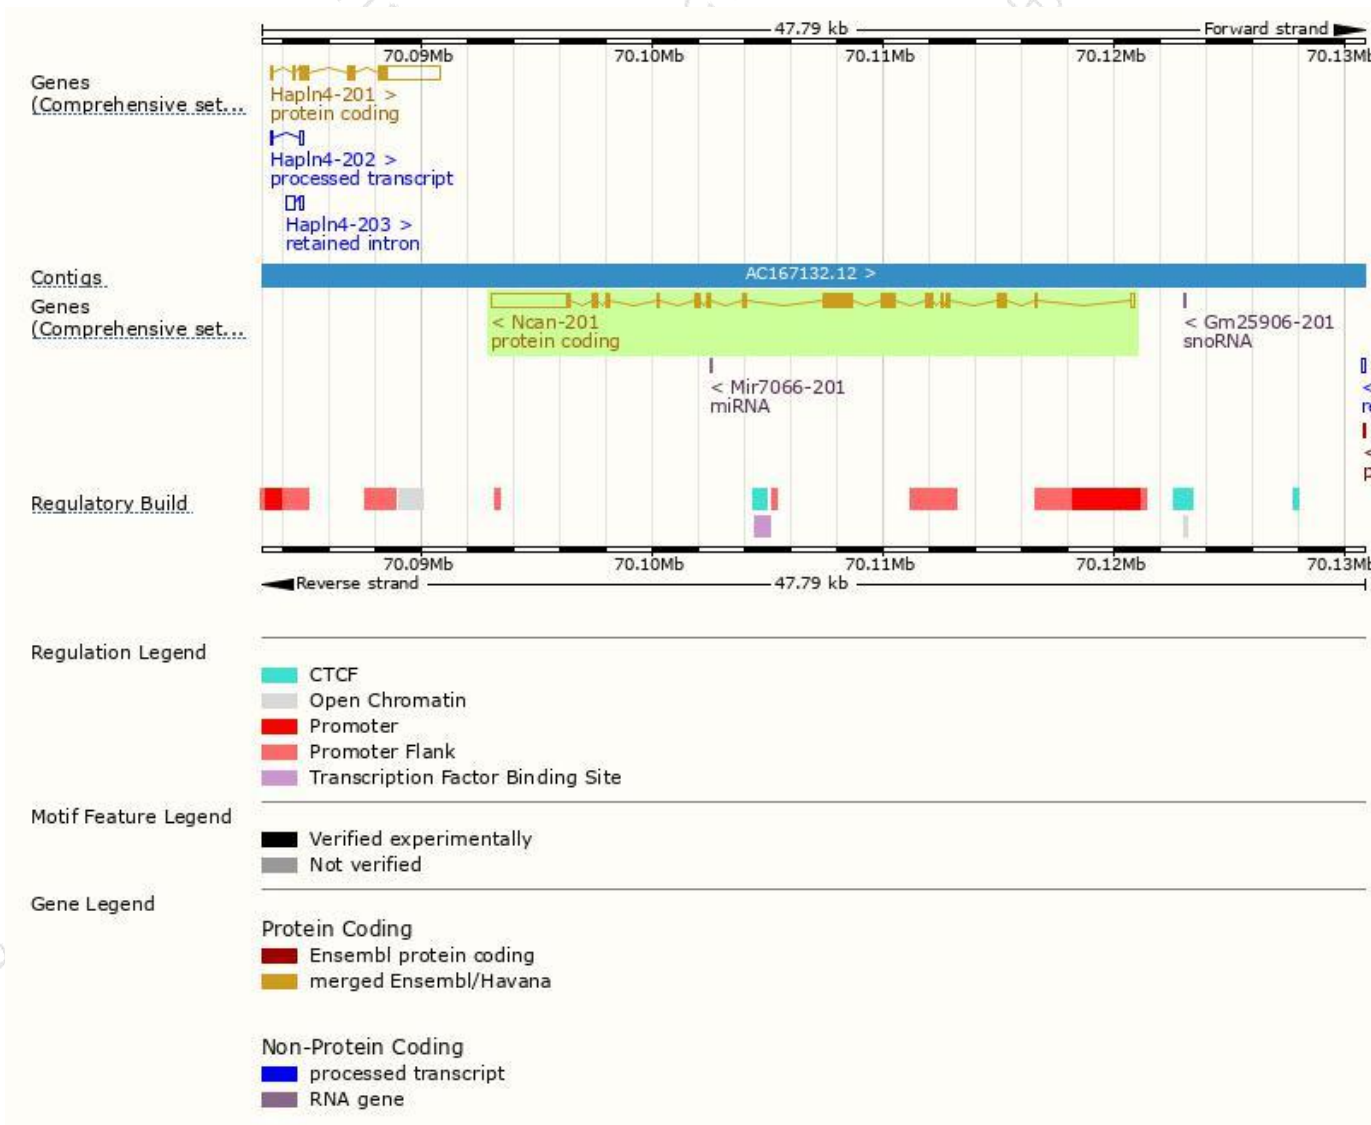 47.79 kb
Forward strand
70.09Mb 70.10Mb 70.11Mb 70.12Mb 70.13Mb
Genes
(Comprehensive set...
Hapln4-201 >
protein coding
Hapln4-202 >
processed transcript
Hapln4-203 >
retained intron
Contigs
AC167132.12 >
Genes
(Comprehensive set...
< Ncan-201
protein coding
< Gm25906-201
snoRNA
< Mir7066-201
miRNA
<
<
Regulatory Build
70.09Mb 70.10Mb 70.11Mb 70.12Mb 70.13Mb
Reverse strand
47.79 kb
Regulation Legend
CTCF
Open Chromatin
Promoter
Promoter Flank
Transcription Factor Binding Site
Motif Feature Legend
Verified experimentally
Not verified
Gene Legend
Protein Coding
Ensembl protein coding
merged Ensembl/Havana
Non-Protein Coding
processed transcript
RNA gene